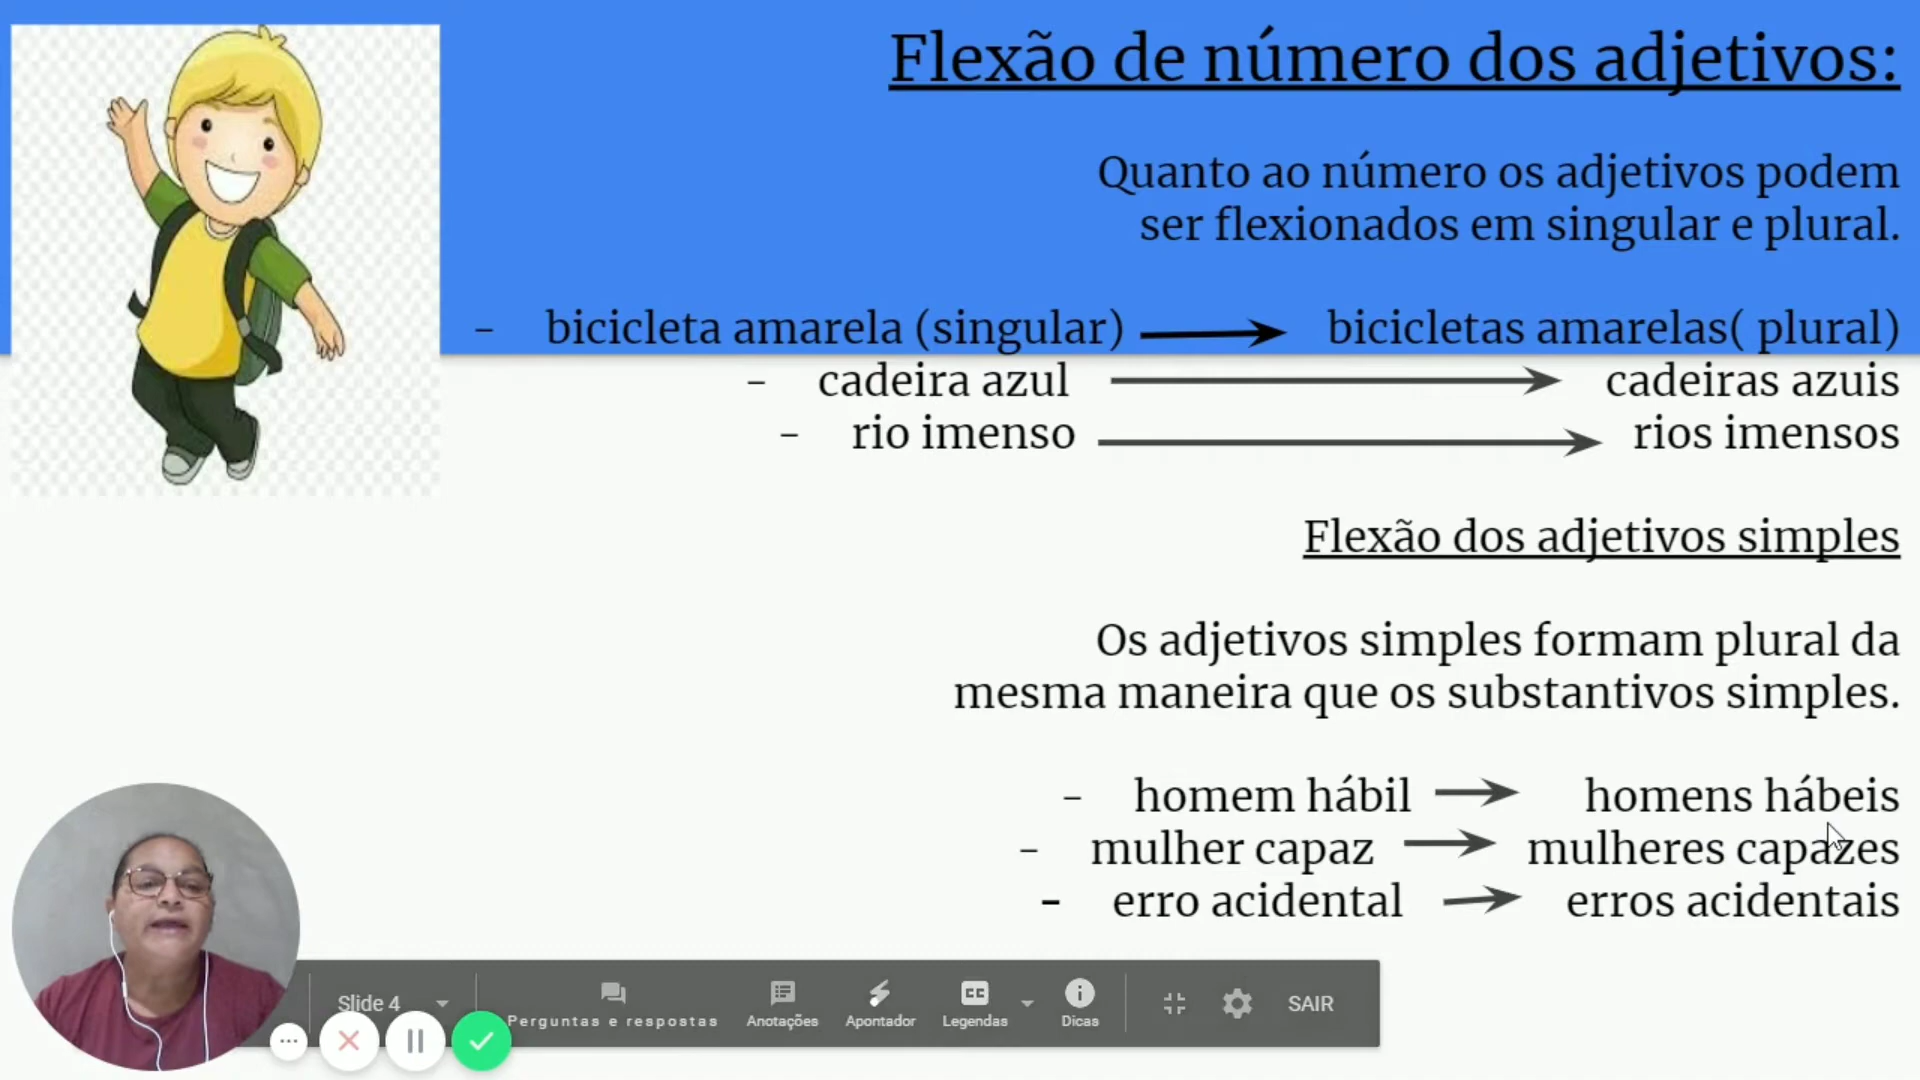 Flexão de número dos adjetivos:
Quanto ao número os adjetivos podem
ser flexionados em singular e plural.
- bicicleta amarela (singular) bicicletas amarelas( plural)
- cadeira azul cadeiras azuis
- rio imenso rios imensos
Flexão dos adjetivos simples
Os adjetivos simples formam plural da
mesma maneira que os substantivos simples.
- homem hábil homens hábeis
- mulher capaz mulheres capazes
- erro acidental erros acidentais
Slide 4
Perguntas e respostas
Anotações
Apontador
CC
Legendas
Dicas
SAIR